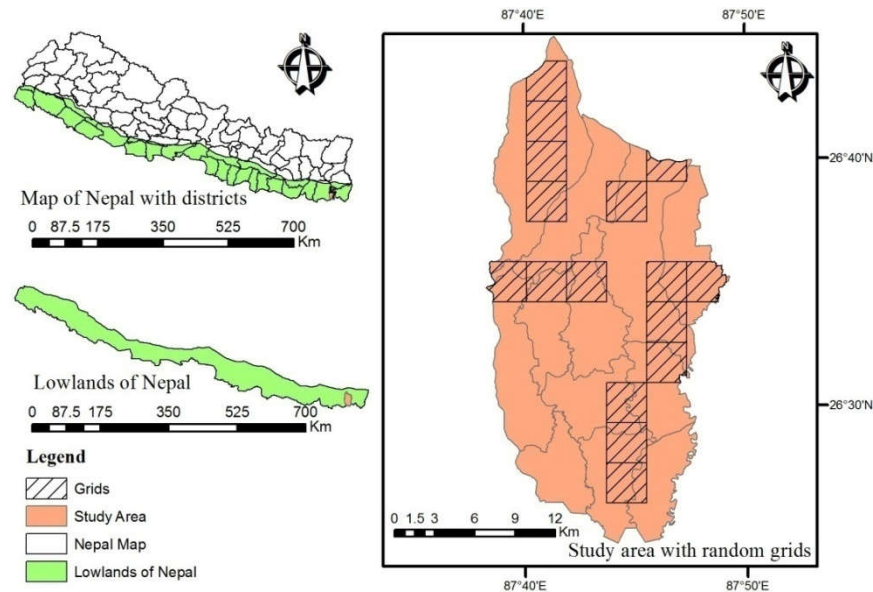 Map of Nepal with districts
0 87.5 175 350 525 700
Km
Lowlands of Nepal
0 87.5 175 350 525 700
Km
Legend
Grids
Study Area
Nepal Map
Lowlands of Nepal
87°40'E 87°50'E
26°40'N
26°30'N
0 1.5 3 6 9 12
Km
Study area with random grids
87°40'E 87°50'E